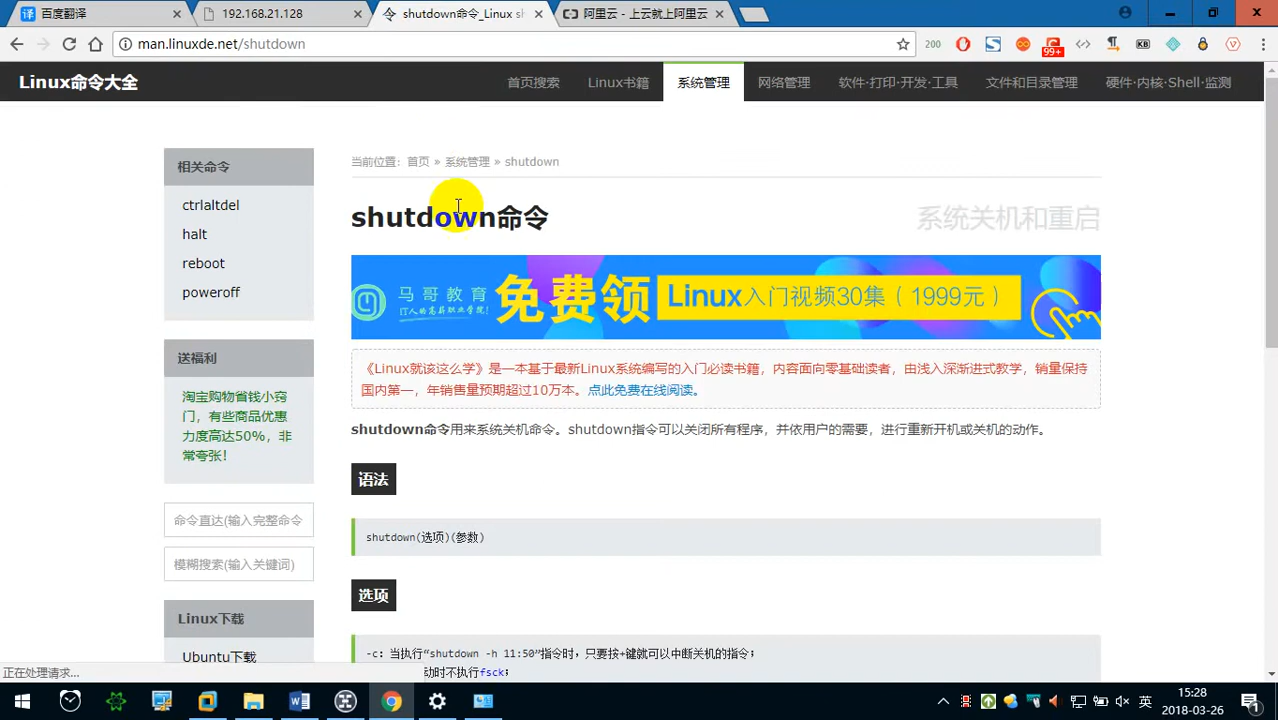 百度翻译
192.168.21.128
shutdown命令_Linux sh
阿里云 - 上云就上阿里云
man.linuxde.net/shutdown
200
99+
KB
Linux命令大全
首页搜索
Linux书籍
系统管理
网络管理
软件·打印·开发·工具
文件和目录管理
硬件·内核·Shell·监测
相关命令
ctrlaltdel
halt
reboot
poweroff
送福利
淘宝购物省钱小窍
门，有些商品优惠
力度高达50%，非
常夸张！
命令直达(输入完整命令
模糊搜索(输入关键词)
Linux下载
Ubuntu下载
当前位置：首页 » 系统管理 » shutdown
shutdown命令
系统关机和重启
马哥教育
IT人的高薪职业学院!
免费领
Linux入门视频30集（1999元）
《Linux就该这么学》是一本基于最新Linux系统编写的入门必读书籍，内容面向零基础读者，由浅入深渐进式教学，销量保持
国内第一，年销售量预期超过10万本。点此免费在线阅读。
shutdown命令用来系统关机命令。shutdown指令可以关闭所有程序，并依用户的需要，进行重新开机或关机的动作。
语法
shutdown(选项)(参数)
选项
-c：当执行“shutdown -h 11:50”指令时，只要按+键就可以中断关机的指令；
动时不执行fsck；
正在处理请求...
英
15:28
2018-03-26
1